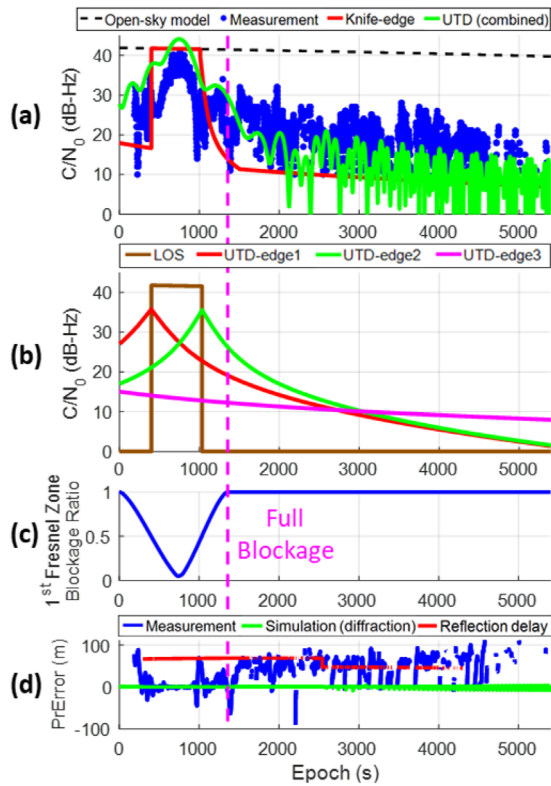 Open-sky model Measurement Knife-edge UTD (combined)
(a)
C/N0 (dB-Hz)
40
30
20
10
0
0 1000 2000 3000 4000 5000
LOS UTD-edge1 UTD-edge2 UTD-edge3
(b)
C/N0 (dB-Hz)
40
30
20
10
0
0 1000 2000 3000 4000 5000
(c)
1st Fresnel Zone
Blockage Ratio
1
0.5
0
Full
Blockage
0 1000 2000 3000 4000 5000
Measurement Simulation (diffraction) Reflection delay
(d)
PrError (m)
100
0
-100
0 1000 2000 3000 4000 5000
Epoch (s)